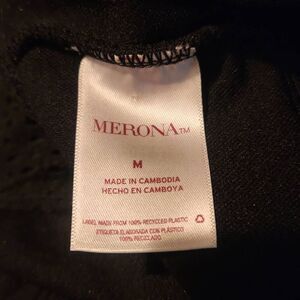 MERONA™
M
MADE IN CAMBODIA
HECHO EN CAMBOYA
LABEL MADE FROM 100% RECYCLED PLASTIC
ETIQUETA ELABORADA CON PLÁSTICO
100% RECICLADO